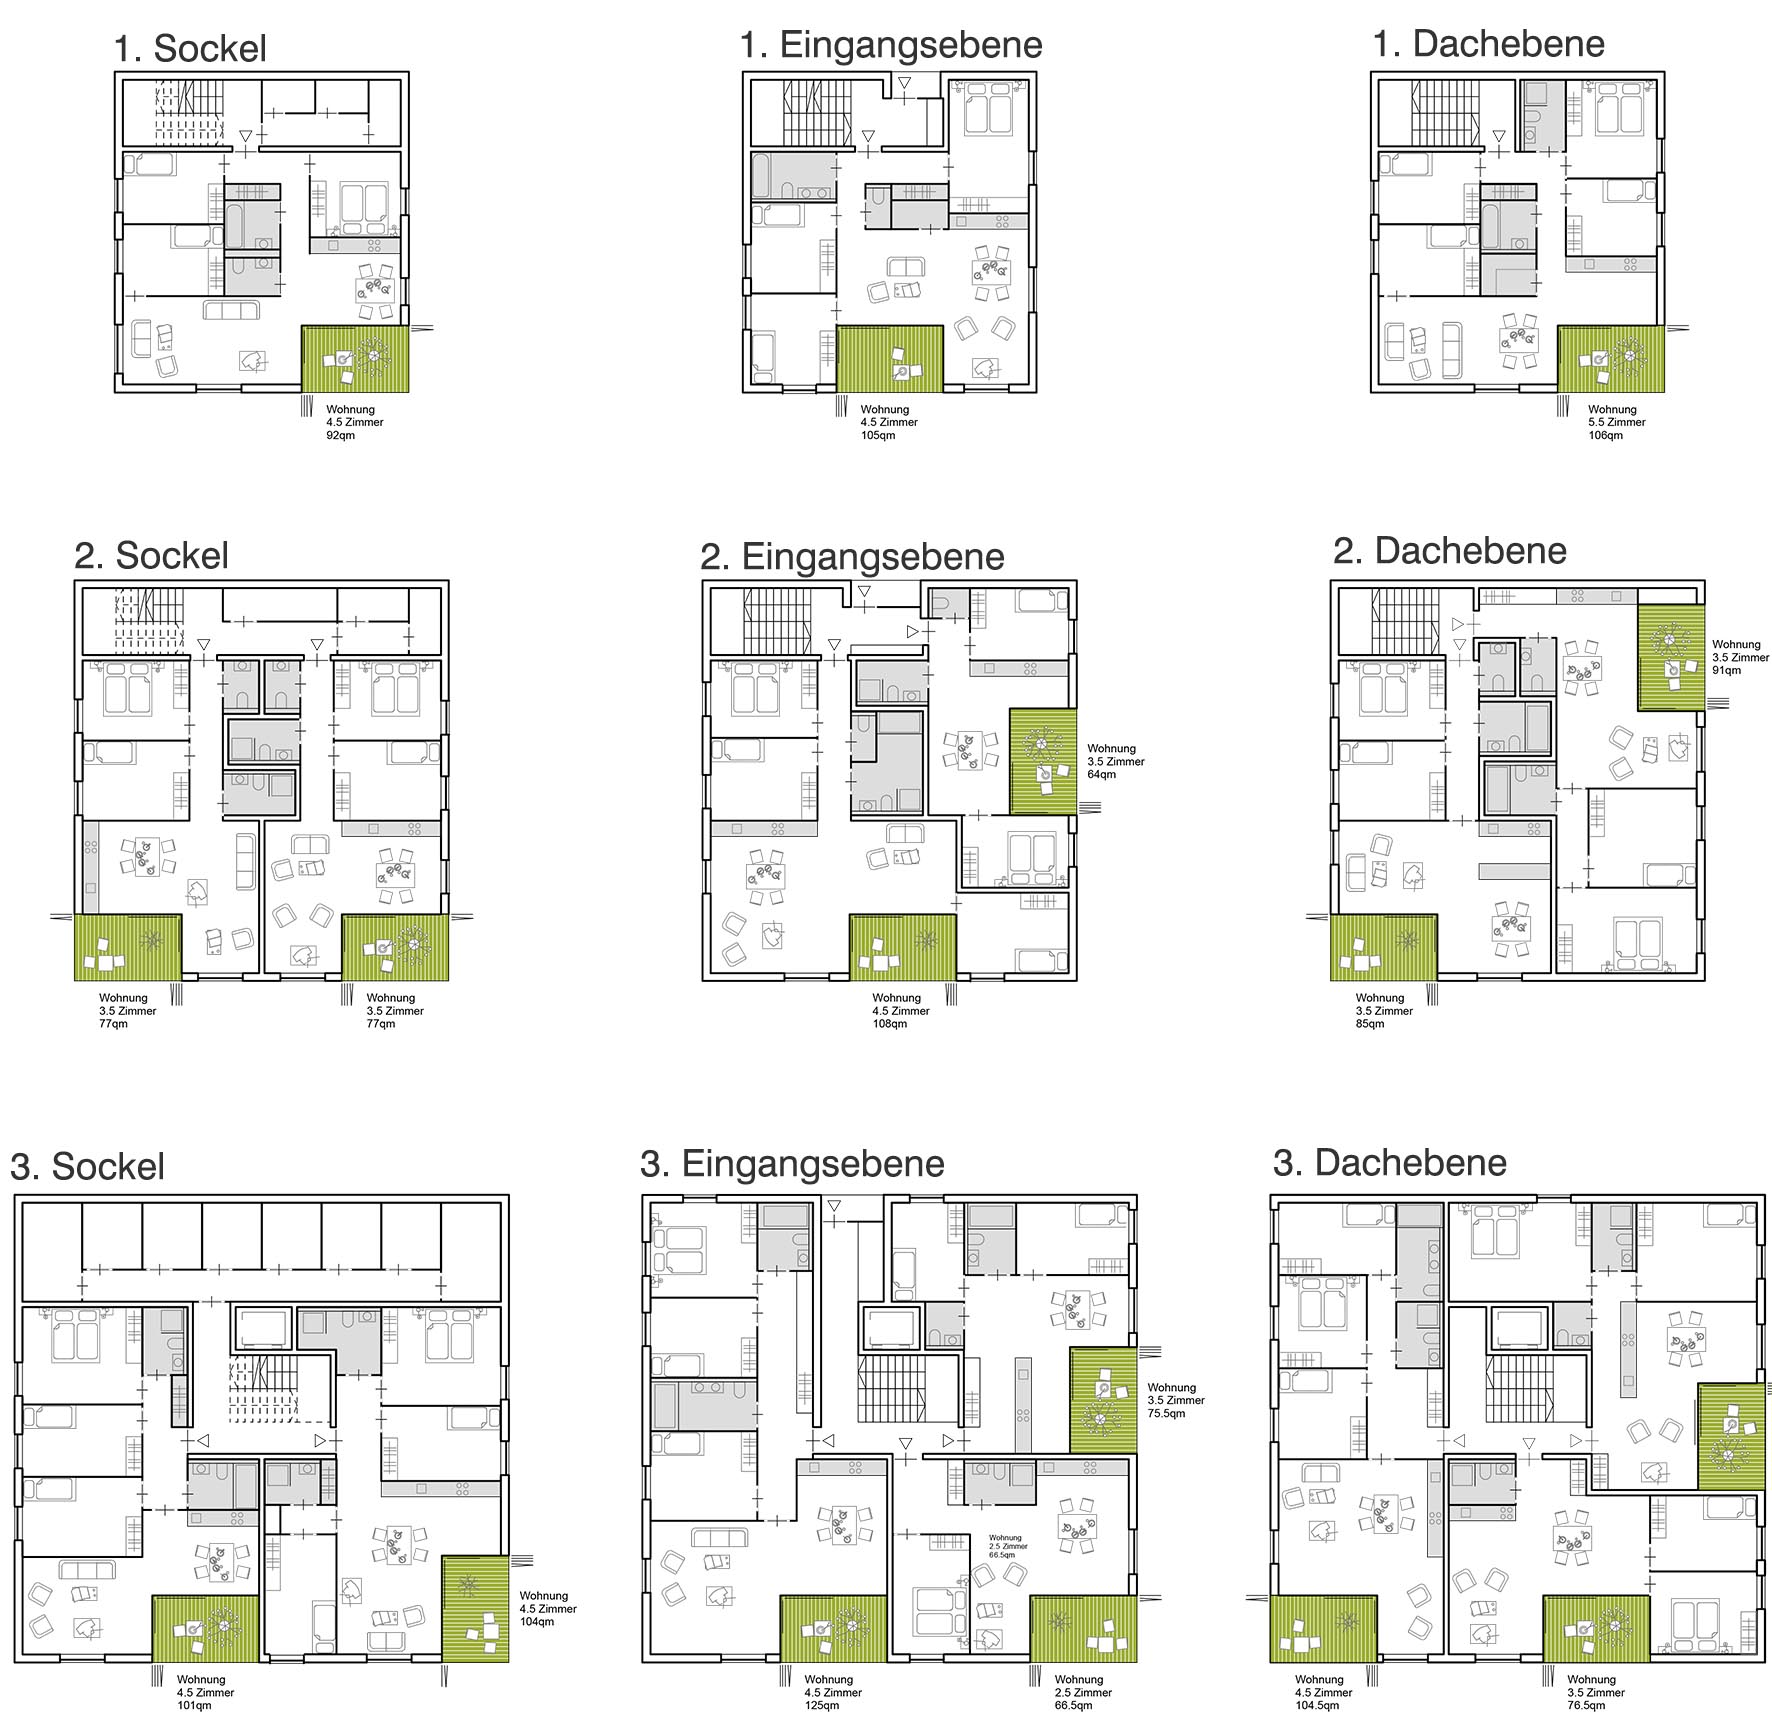 1. Sockel
1. Eingangsebene
1. Dachebene
Wohnung
4.5 Zimmer
92qm
Wohnung
4.5 Zimmer
105qm
Wohnung
5.5 Zimmer
106qm
2. Sockel
2. Eingangsebene
2. Dachebene
Wohnung
3.5 Zimmer
91qm
Wohnung
3.5 Zimmer
64qm
Wohnung
3.5 Zimmer
77qm
Wohnung
3.5 Zimmer
77qm
Wohnung
4.5 Zimmer
108qm
Wohnung
3.5 Zimmer
85qm
3. Sockel
3. Eingangsebene
3. Dachebene
Wohnung
3.5 Zimmer
75.5qm
Wohnung
2.5 Zimmer
66.5qm
Wohnung
4.5 Zimmer
104qm
Wohnung
4.5 Zimmer
101qm
Wohnung
4.5 Zimmer
125qm
Wohnung
2.5 Zimmer
66.5qm
Wohnung
4.5 Zimmer
104.5qm
Wohnung
3.5 Zimmer
76.5qm